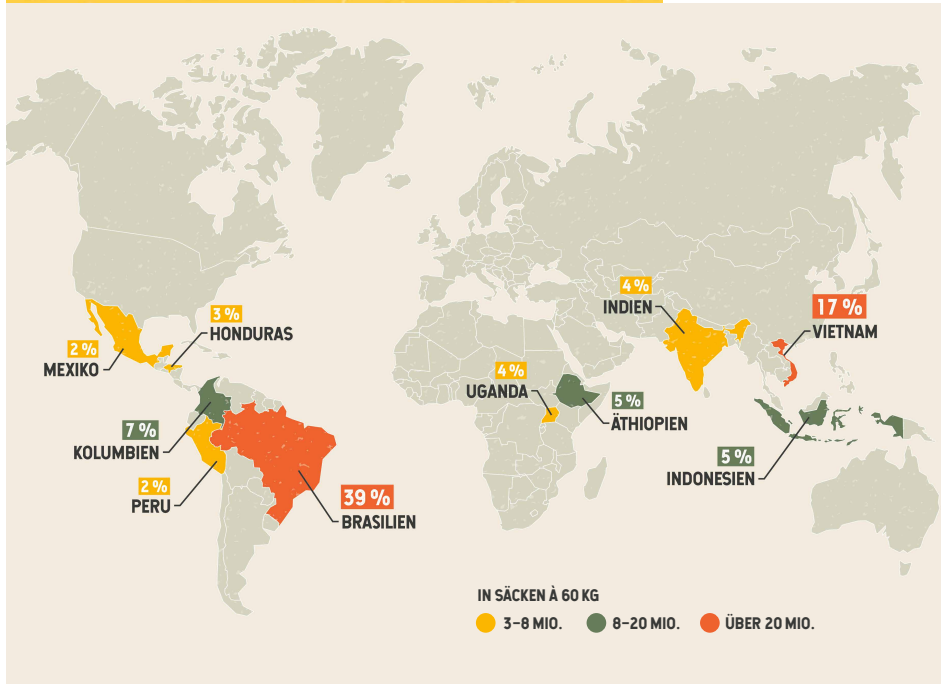 4 %
INDIEN
17 %
VIETNAM
3 %
HONDURAS
2 %
MEXIKO
4 %
UGANDA
5 %
ÄTHIOPIEN
7 %
KOLUMBIEN
5 %
INDONESIEN
2 %
PERU
39 %
BRASILIEN
IN SÄCKEN À 60 KG
3–8 MIO.
8–20 MIO.
ÜBER 20 MIO.